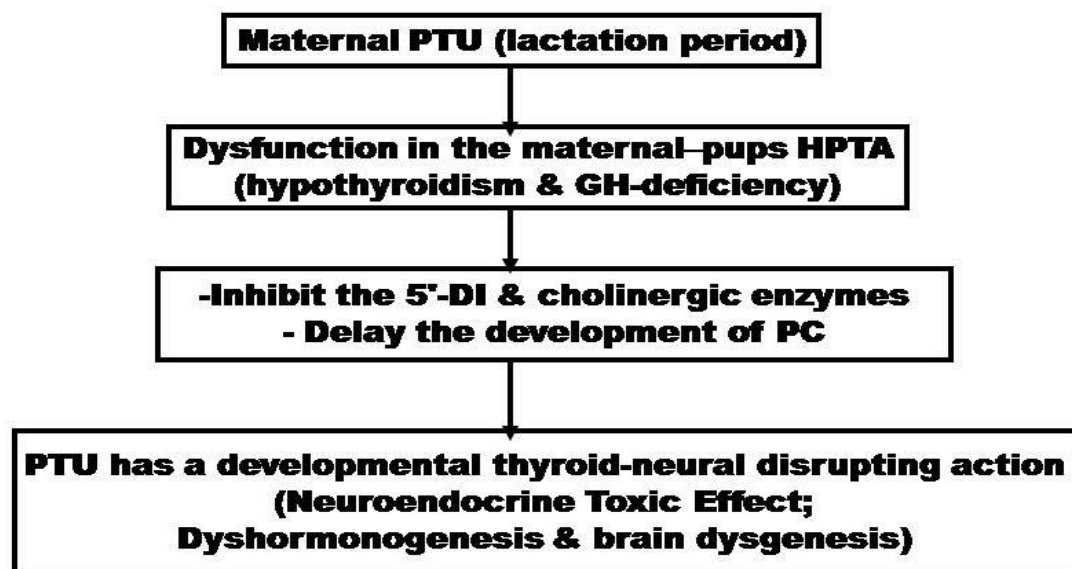 Maternal PTU (lactation period)
Dysfunction in the maternal–pups HPTA
(hypothyroidism & GH-deficiency)
-Inhibit the 5'-DI & cholinergic enzymes
- Delay the development of PC
PTU has a developmental thyroid-neural disrupting action
(Neuroendocrine Toxic Effect;
Dyshormonogenesis & brain dysgenesis)